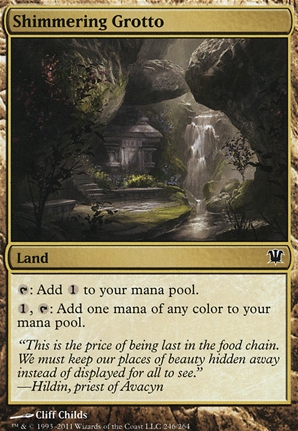 Shimmering Grotto
Land
: Add 1 to your mana pool.
1, : Add one mana of any color to your
mana pool.
“This is the price of being last in the food chain.
We must keep our places of beauty hidden away
instead of displayed for all to see.”
—Hildin, priest of Avacyn
Cliff Childs
™ & © 1993–2011 Wizards of the Coast LLC 246/264